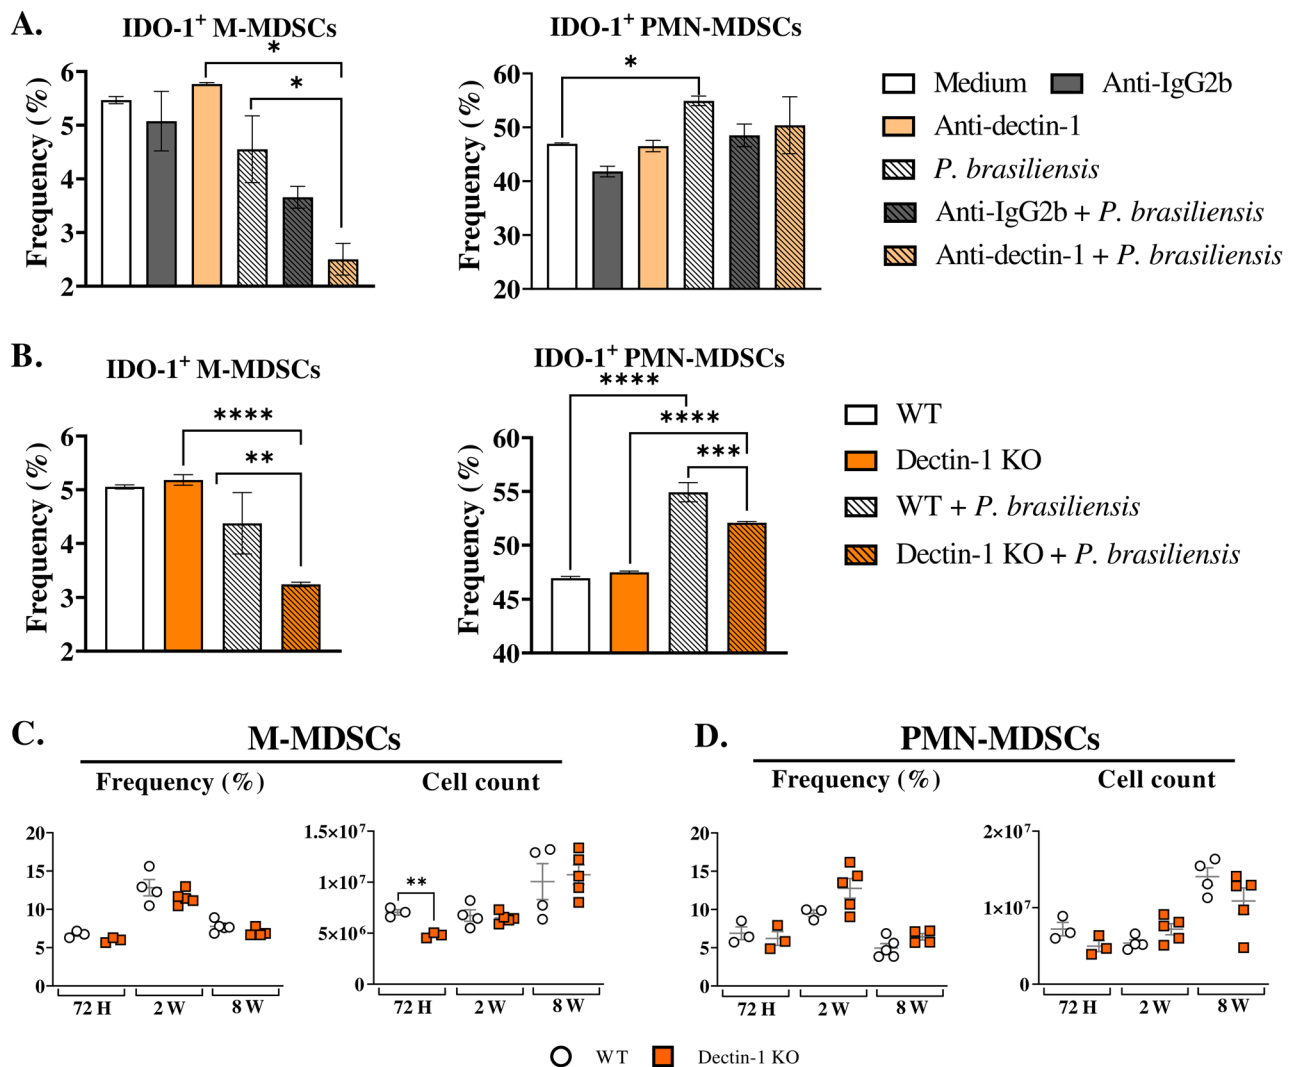 A.
IDO-1+ M-MDSCs
*
*
Frequency (%)
6
5
4
3
2
IDO-1+ PMN-MDSCs
*
Frequency (%)
60
50
40
30
20
Medium
Anti-IgG2b
Anti-dectin-1
P. brasiliensis
Anti-IgG2b + P. brasiliensis
Anti-dectin-1 + P. brasiliensis
B.
IDO-1+ M-MDSCs
****
**
Frequency (%)
6
5
4
3
2
IDO-1+ PMN-MDSCs
****
****
***
Frequency (%)
60
55
50
45
40
WT
Dectin-1 KO
WT + P. brasiliensis
Dectin-1 KO + P. brasiliensis
C.
M-MDSCs
Frequency (%)
20
15
10
5
0
72 H
2 W
8 W
Cell count
1.5×10⁷
1×10⁷
5×10⁶
0
**
72 H
2 W
8 W
D.
PMN-MDSCs
Frequency (%)
20
15
10
5
0
72 H
2 W
8 W
Cell count
2×10⁷
1×10⁷
0
72 H
2 W
8 W
WT
Dectin-1 KO